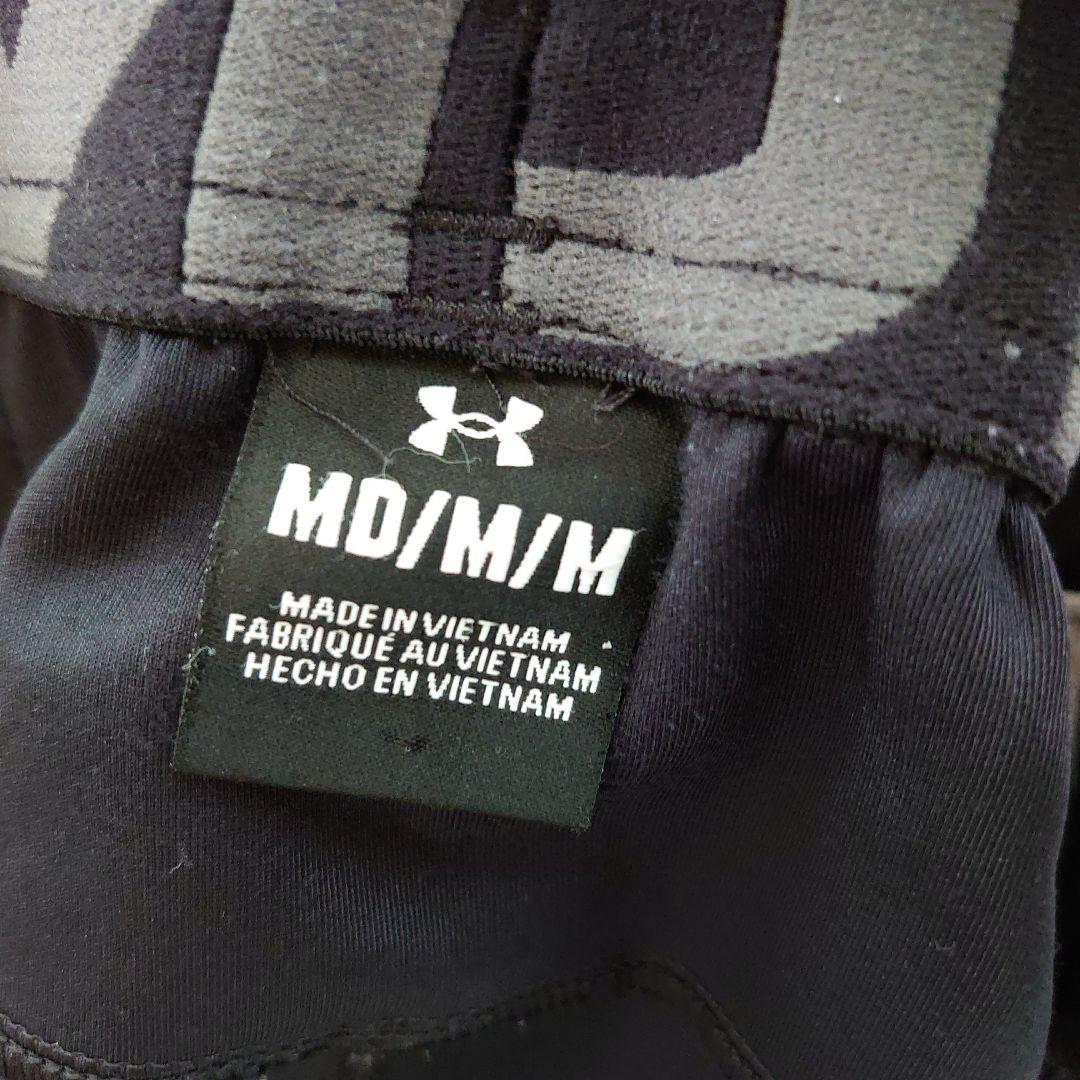 MD/M/M
MADE IN VIETNAM
FABRIQUÉ AU VIETNAM
HECHO EN VIETNAM